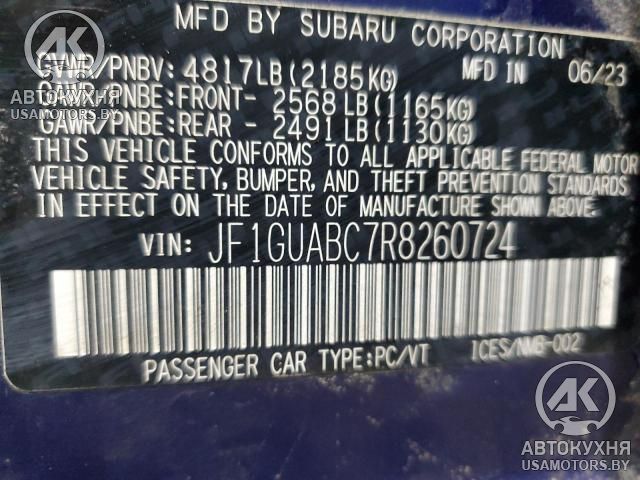 MFD BY SUBARU CORPORATION
MFD IN 06/23
GVWR/PNBV: 4817LB (2185KG)
GAWR/PNBE:FRONT- 2568 LB (1165KG)
GAWR/PNBE:REAR - 2491 LB (1130KG)
THIS VEHICLE CONFORMS TO ALL APPLICABLE FEDERAL MOTOR
VEHICLE SAFETY, BUMPER, AND THEFT PREVENTION STANDARDS
IN EFFECT ON THE DATE OF MANUFACTURE SHOWN ABOVE.
VIN: JF1GUABC7R8260724
PASSENGER CAR TYPE:PC/VT
ICES/NMB-002
АВТОКУХНЯ
USAMOTORS.BY
AK
АВТОКУХНЯ
USAMOTORS.BY